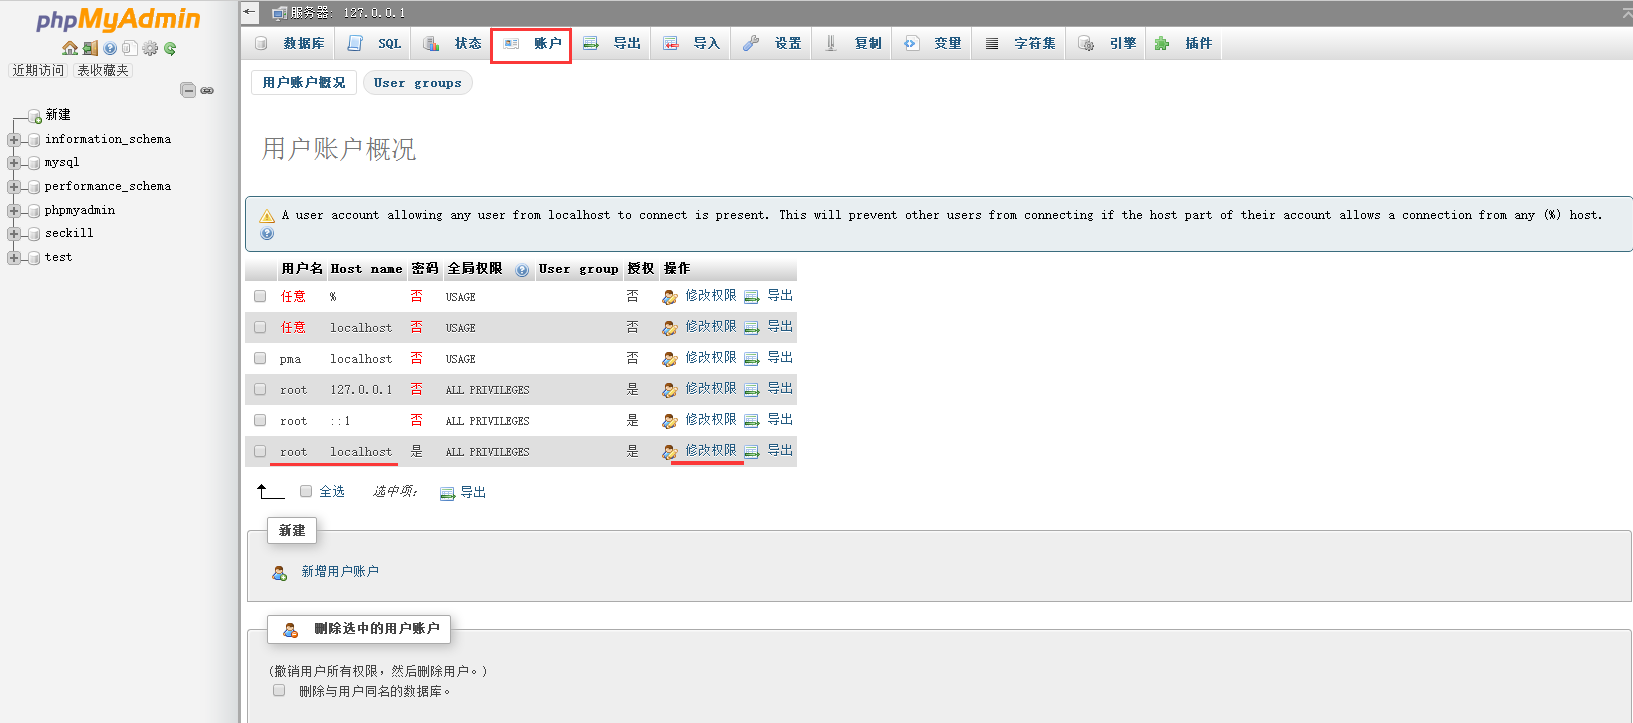 phpMyAdmin
近期访问 表收藏夹
新建
information_schema
mysql
performance_schema
phpmyadmin
seckill
test
服务器: 127.0.0.1
数据库 SQL 状态 账户 导出 导入 设置 复制 变量 字符集 引擎 插件
用户账户概况 User groups
用户账户概况
A user account allowing any user from localhost to connect is present. This will prevent other users from connecting if the host part of their account allows a connection from any (%) host.
用户名 Host name 密码 全局权限 User group 授权 操作
任意 % 否 USAGE 否 修改权限 导出
任意 localhost 否 USAGE 否 修改权限 导出
pma localhost 否 USAGE 否 修改权限 导出
root 127.0.0.1 否 ALL PRIVILEGES 是 修改权限 导出
root ::1 否 ALL PRIVILEGES 是 修改权限 导出
root localhost 是 ALL PRIVILEGES 是 修改权限 导出
全选 选中项: 导出
新建
新增用户账户
删除选中的用户账户
(撤销用户所有权限，然后删除用户。)
删除与用户同名的数据库。